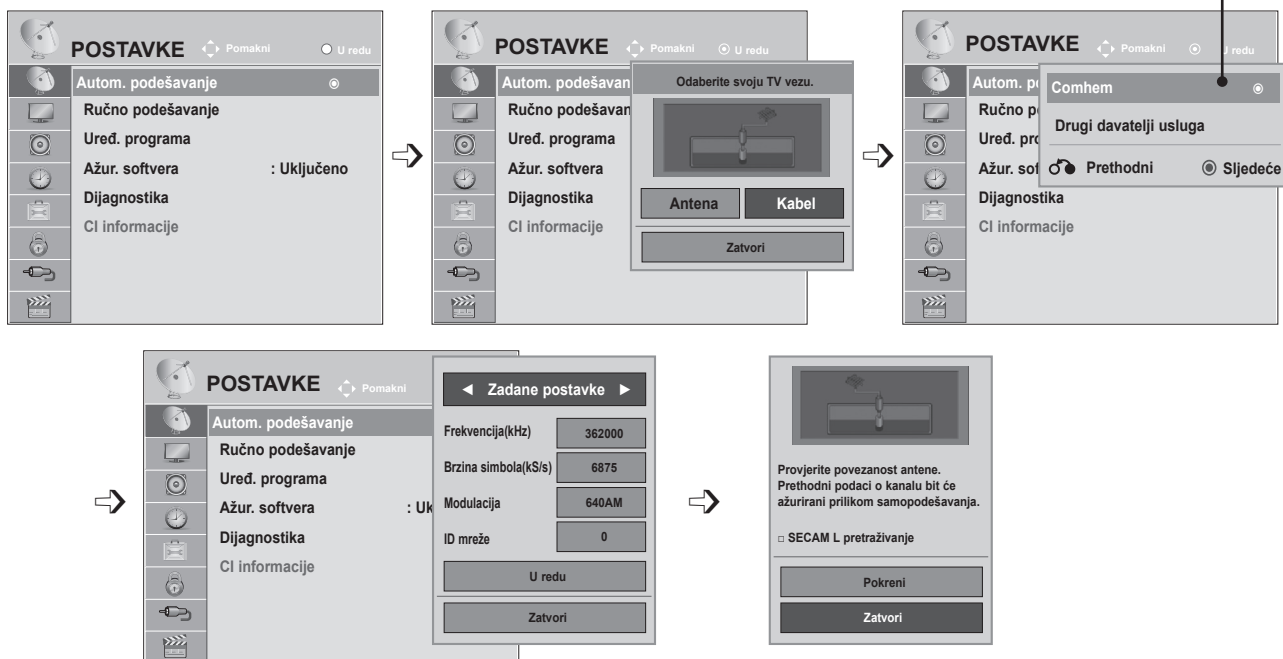 POSTAVKE Pomakni U redu
Autom. podešavanje
Ručno podešavanje
Uređ. programa
Ažur. softvera : Uključeno
Dijagnostika
CI informacije
POSTAVKE Pomakni U redu
Autom. podešavan
Ručno podešavan
Uređ. programa
Ažur. softvera
Dijagnostika
CI informacije
Odaberite svoju TV vezu.
Antena Kabel
Zatvori
POSTAVKE Pomakni redu
Autom. p
Ručno p
Uređ. pro
Ažur. sof
Dijagnostika
CI informacije
Comhem
Drugi davatelji usluga
Prethodni Sljedeće
POSTAVKE Pomakni
Autom. podešavanje
Ručno podešavanje
Uređ. programa
Ažur. softvera : Uk
Dijagnostika
CI informacije
Zadane postavke
Frekvencija(kHz) 362000
Brzina simbola(kS/s) 6875
Modulacija 640AM
ID mreže 0
U redu
Zatvori
Provjerite povezanost antene.
Prethodni podaci o kanalu bit će
ažurirani prilikom samopodešavanja.
□ SECAM L pretraživanje
Pokreni
Zatvori